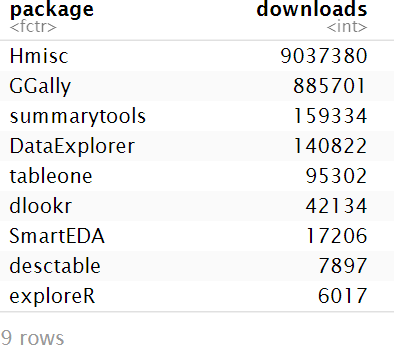 package downloads
<fctr> <int>
Hmisc 9037380
GGally 885701
summarytools 159334
DataExplorer 140822
tableone 95302
dlookr 42134
SmartEDA 17206
desctable 7897
exploreR 6017
9 rows